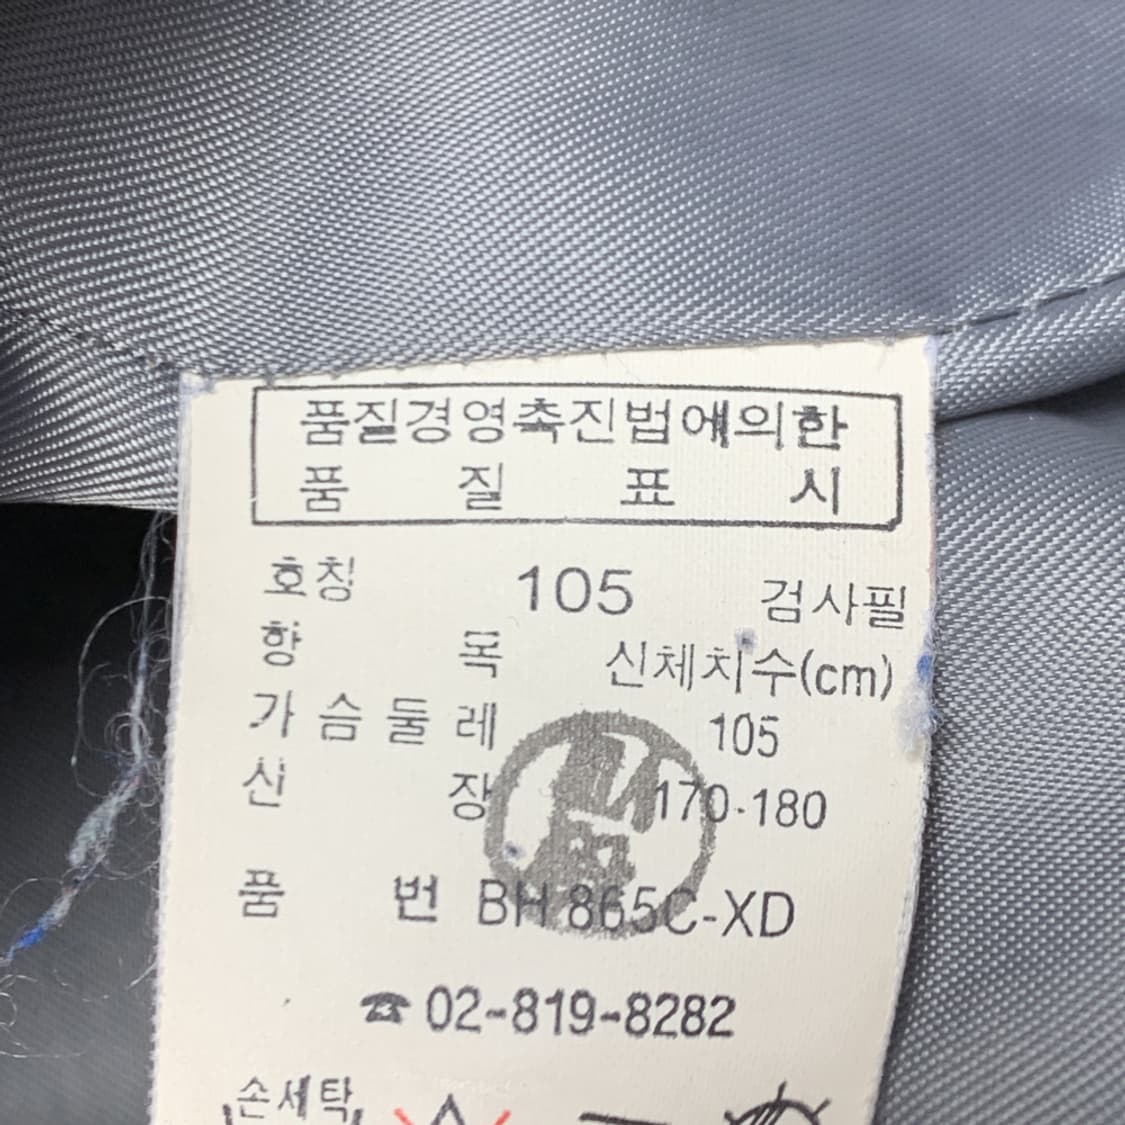 품질경영촉진법에의한
품 질 표 시
호칭 105 검사필
항 목 신체치수(cm)
가슴둘레 105
신 장 170-180
품 번 BH 865C-XD
☎ 02-819-8282
손세탁